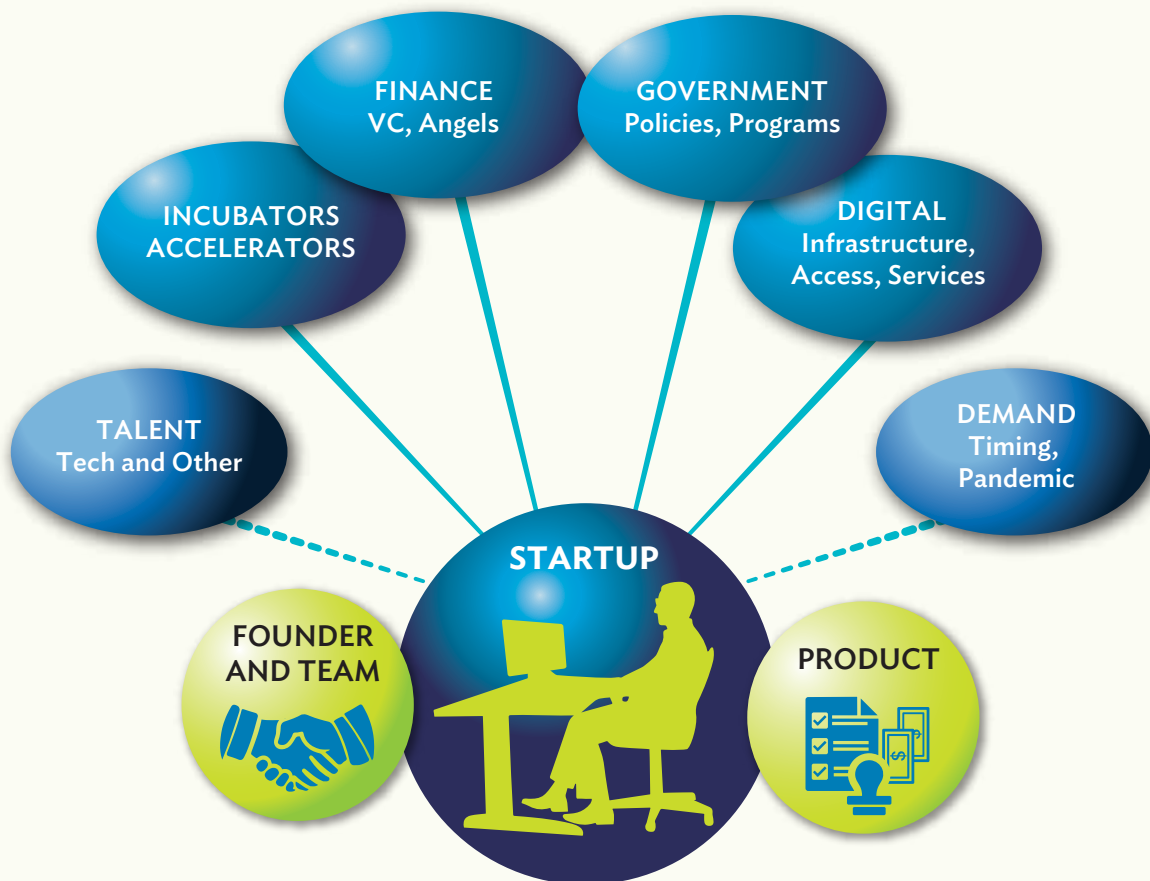 FINANCE
VC, Angels
GOVERNMENT
Policies, Programs
INCUBATORS
ACCELERATORS
DIGITAL
Infrastructure,
Access, Services
TALENT
Tech and Other
DEMAND
Timing,
Pandemic
STARTUP
FOUNDER
AND TEAM
PRODUCT
$
$